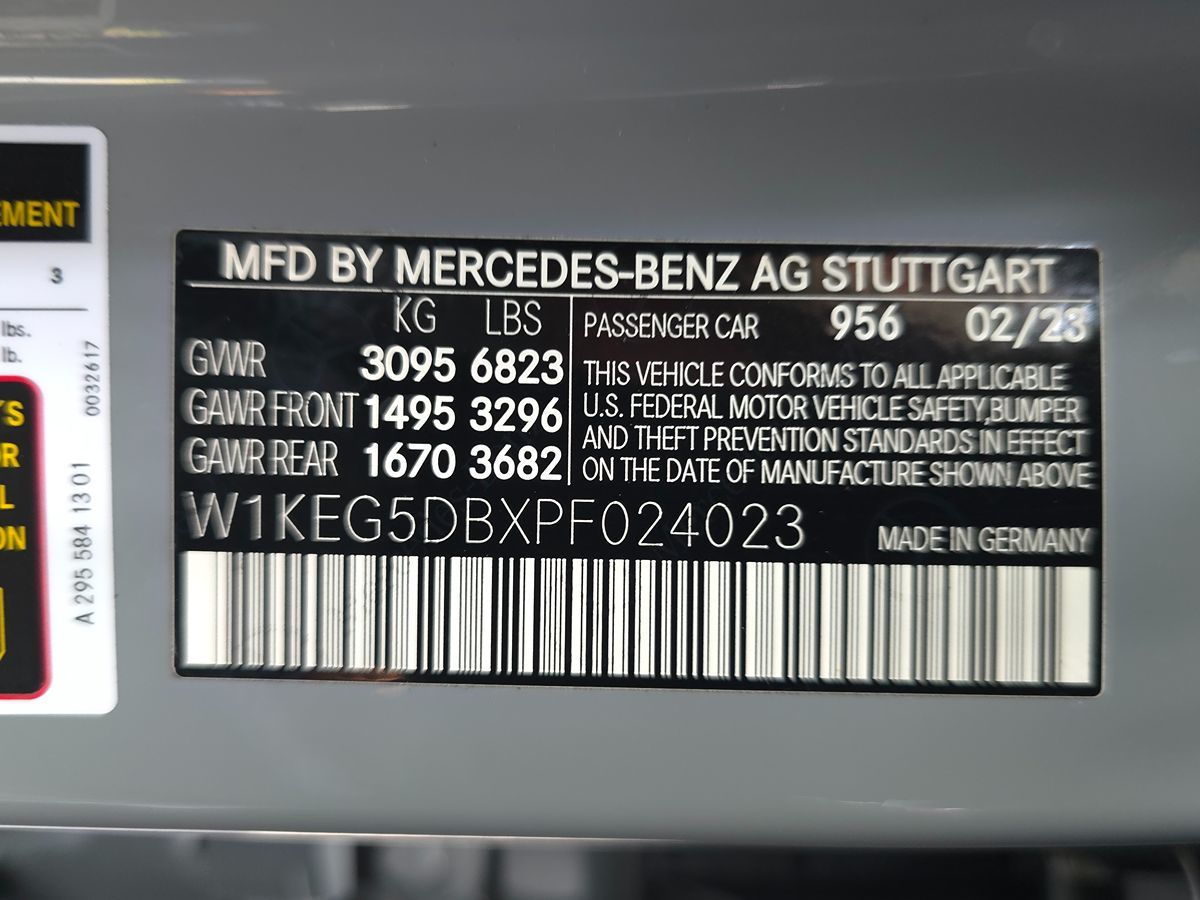 EMENT
3
lbs.
lb.
0032617
A 295 584 13 01
MFD BY MERCEDES-BENZ AG STUTTGART
KG LBS
GVWR 3095 6823
GAWR FRONT 1495 3296
GAWR REAR 1670 3682
PASSENGER CAR 956 02/23
THIS VEHICLE CONFORMS TO ALL APPLICABLE
U.S. FEDERAL MOTOR VEHICLE SAFETY,BUMPER
AND THEFT PREVENTION STANDARDS IN EFFECT
ON THE DATE OF MANUFACTURE SHOWN ABOVE
W1KEG5DBXPF024023
MADE IN GERMANY